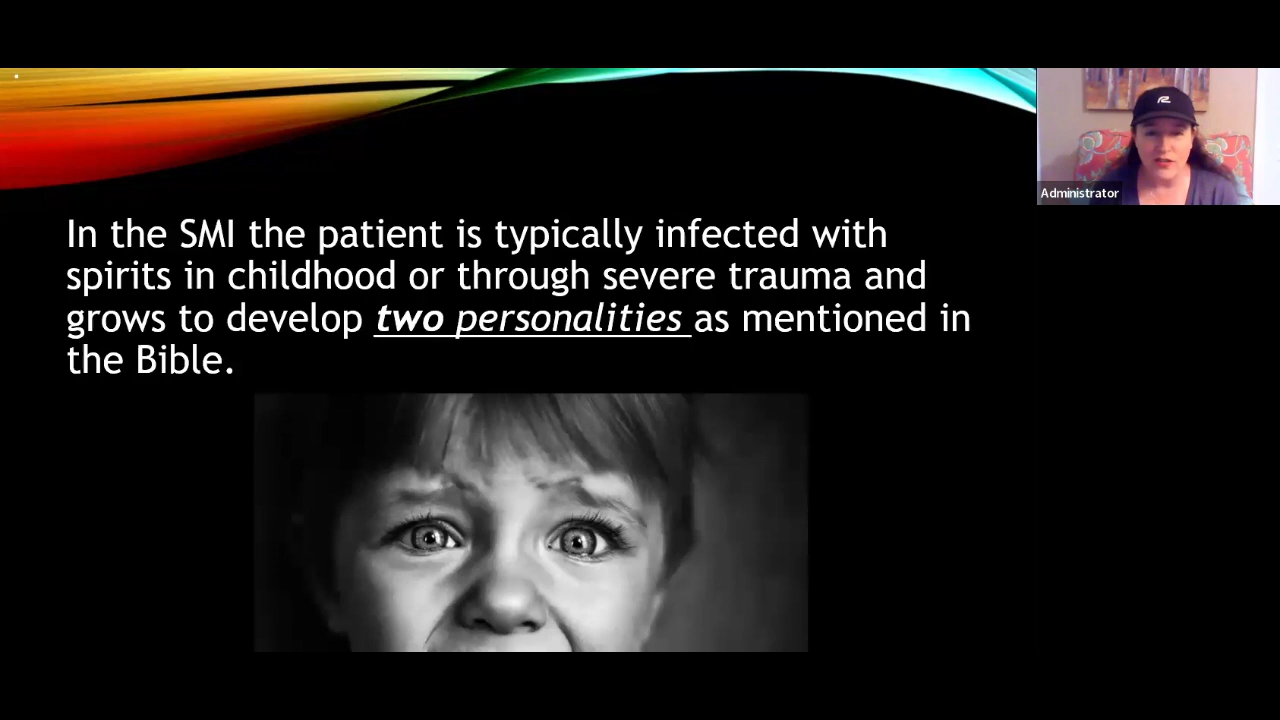 In the SMI the patient is typically infected with
spirits in childhood or through severe trauma and
grows to develop two personalities as mentioned in
the Bible.
Administrator